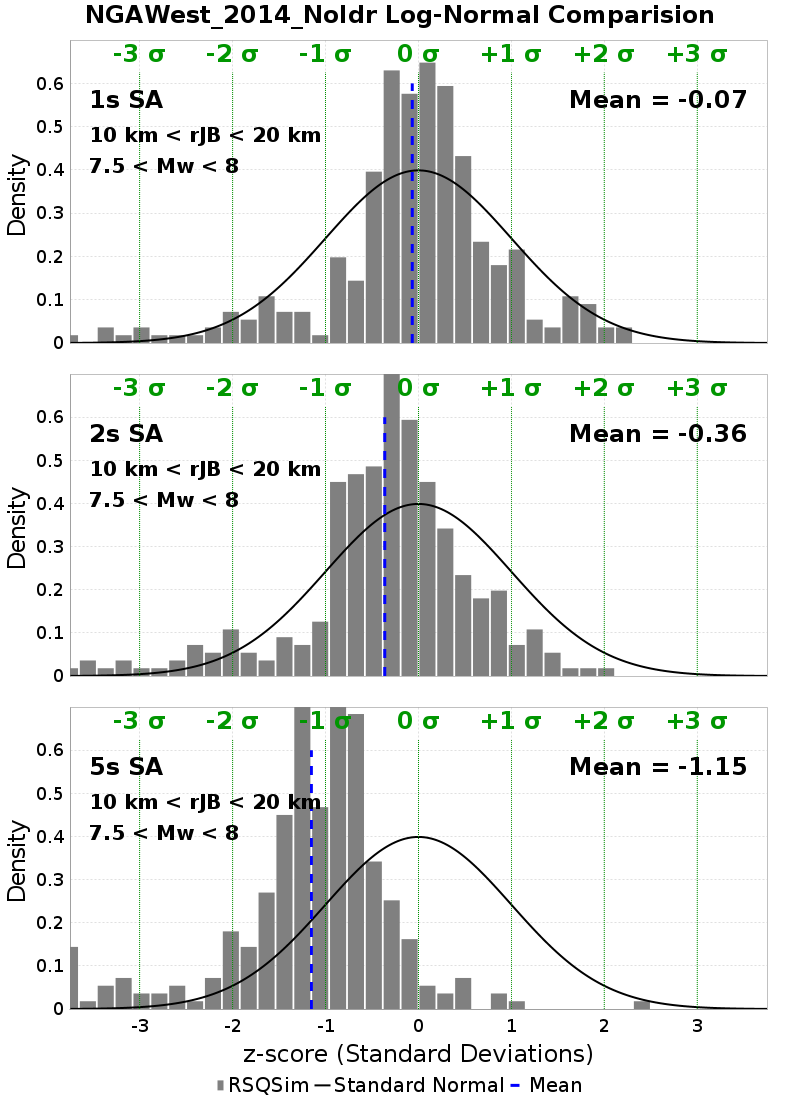 NGAWest_2014_NoIdr Log-Normal Comparision
-3 σ -2 σ -1 σ 0 σ +1 σ +2 σ +3 σ
1s SA Mean = -0.07
10 km < rJB < 20 km
7.5 < Mw < 8
Density
0.6
0.5
0.4
0.3
0.2
0.1
0
-3 σ -2 σ -1 σ 0 σ +1 σ +2 σ +3 σ
2s SA Mean = -0.36
10 km < rJB < 20 km
7.5 < Mw < 8
Density
0.6
0.5
0.4
0.3
0.2
0.1
0
-3 σ -2 σ -1 σ 0 σ +1 σ +2 σ +3 σ
5s SA Mean = -1.15
10 km < rJB < 20 km
7.5 < Mw < 8
Density
0.6
0.5
0.4
0.3
0.2
0.1
0
-3 -2 -1 0 1 2 3
z-score (Standard Deviations)
RSQSim Standard Normal Mean